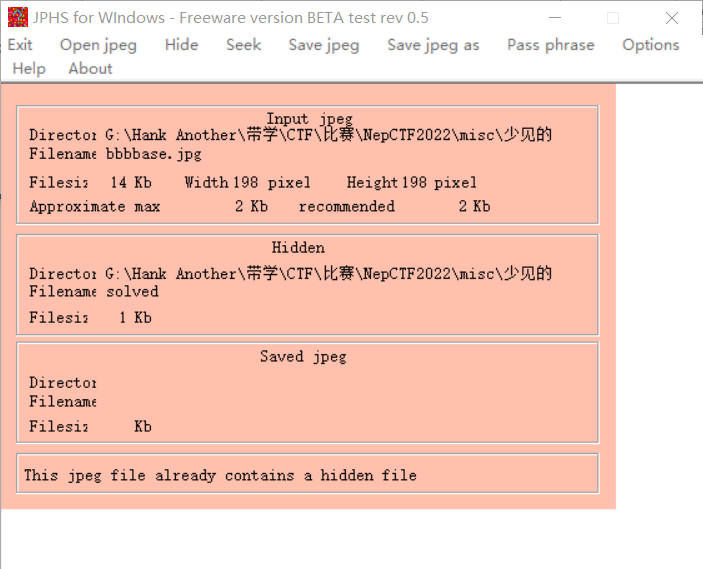 JPHS for WIndows - Freeware version BETA test rev 0.5
Exit Open jpeg Hide Seek Save jpeg Save jpeg as Pass phrase Options
Help About
Input jpeg
Director G:\Hank Another\带学\CTF\比赛\NepCTF2022\misc\少见的
Filename bbbbase.jpg
Filesiz 14 Kb Width 198 pixel Height 198 pixel
Approximate max 2 Kb recommended 2 Kb
Hidden
Director G:\Hank Another\带学\CTF\比赛\NepCTF2022\misc\少见的
Filename solved
Filesiz 1 Kb
Saved jpeg
Director
Filename
Filesiz Kb
This jpeg file already contains a hidden file